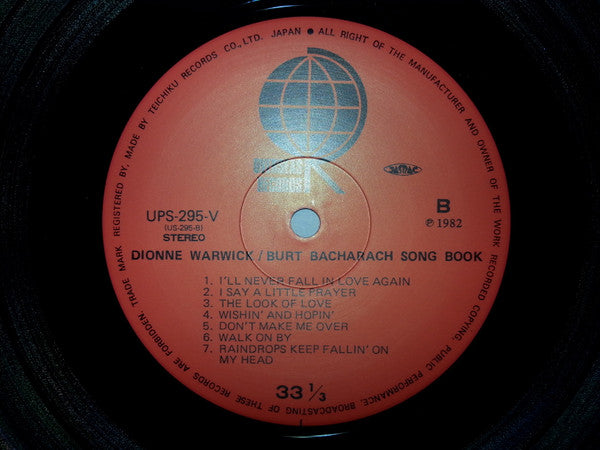 TRADE MARK REGISTERED BY, MADE BY TEICHIKU RECORDS CO., LTD. JAPAN ● ALL RIGHT OF THE MANUFACTURER AND OWNER OF THE WORK RECORDED COPYING, PUBLIC PERFORMANCE, BROADCASTING OF THESE RECORDS ARE FORBIDDEN.
RECORDS
JASRAC
UPS-295-V
(US-295-B)
STEREO
B
℗ 1982
DIONNE WARWICK / BURT BACHARACH SONG BOOK
1. I'LL NEVER FALL IN LOVE AGAIN
2. I SAY A LITTLE PRAYER
3. THE LOOK OF LOVE
4. WISHIN' AND HOPIN'
5. DON'T MAKE ME OVER
6. WALK ON BY
7. RAINDROPS KEEP FALLIN' ON
MY HEAD
33 1/3